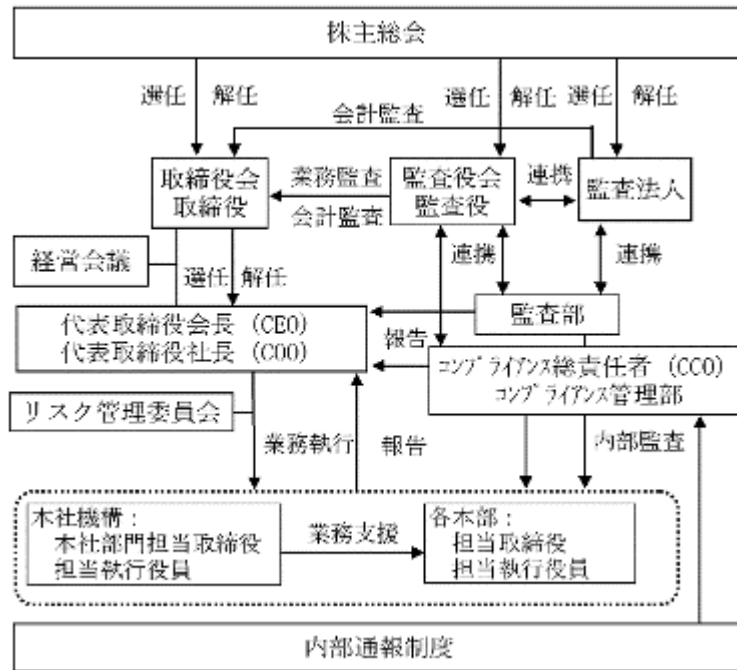 株主総会
選任 解任 選任 解任 選任 解任
会計監査
取締役会
取締役
業務監査
会計監査
監査役会
監査役
連携
監査法人
経営会議
選任 解任
連携
連携
代表取締役会長（CEO）
代表取締役社長（COO）
監査部
報告
コンプライアンス総責任者（CCO）
コンプライアンス管理部
リスク管理委員会
業務執行
報告
内部監査
本社機構：
本社部門担当取締役
担当執行役員
業務支援
各本部：
担当取締役
担当執行役員
内部通報制度